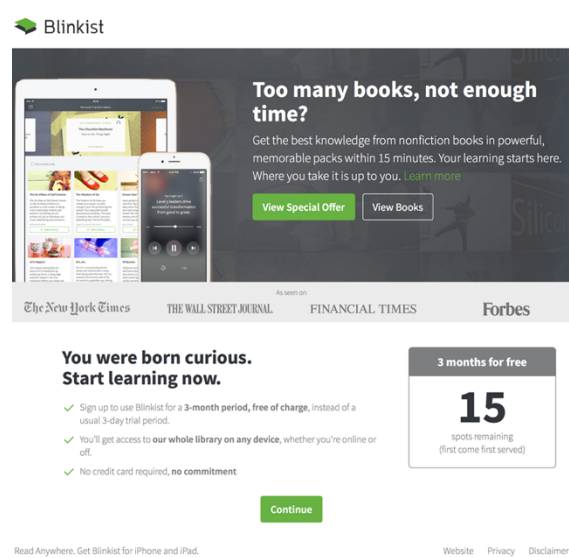 Blinkist
Too many books, not enough
time?
Get the best knowledge from nonfiction books in powerful,
memorable packs within 15 minutes. Your learning starts here.
Where you take it is up to you. Learn more
View Special Offer
View Books
As seen on
The New York Times
THE WALL STREET JOURNAL.
FINANCIAL TIMES
Forbes
You were born curious.
Start learning now.
Sign up to use Blinkist for a 3-month period, free of charge, instead of a
usual 3-day trial period.
You'll get access to our whole library on any device, whether you're online or
off.
No credit card required, no commitment
3 months for free
15
spots remaining
(first come first served)
Continue
Read Anywhere. Get Blinkist for iPhone and iPad.
Website Privacy Disclaimer